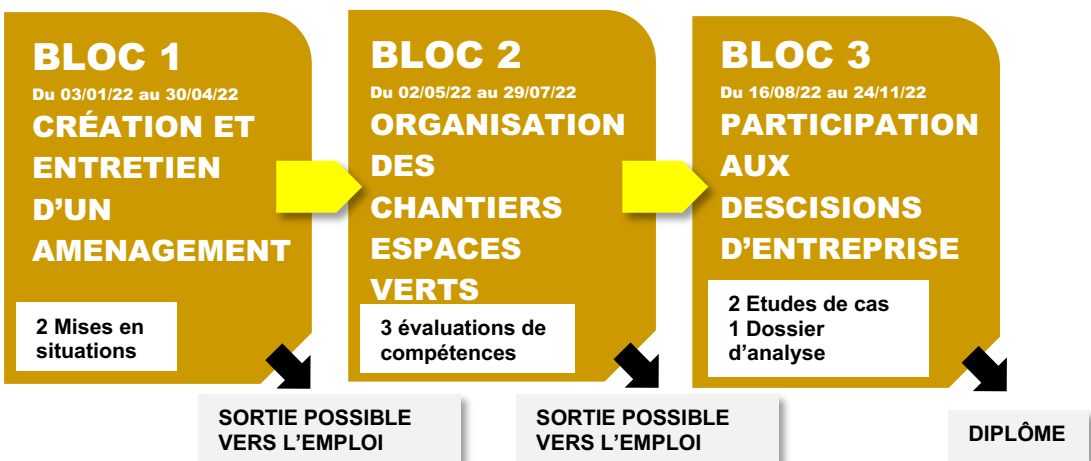 BLOC 1
Du 03/01/22 au 30/04/22
CRÉATION ET
ENTRETIEN
D’UN
AMENAGEMENT
2 Mises en
situations
SORTIE POSSIBLE
VERS L’EMPLOI
BLOC 2
Du 02/05/22 au 29/07/22
ORGANISATION
DES
CHANTIERS
ESPACES
VERTS
3 évaluations de
compétences
SORTIE POSSIBLE
VERS L’EMPLOI
BLOC 3
Du 16/08/22 au 24/11/22
PARTICIPATION
AUX
DESCISIONS
D’ENTREPRISE
2 Etudes de cas
1 Dossier
d’analyse
DIPLÔME